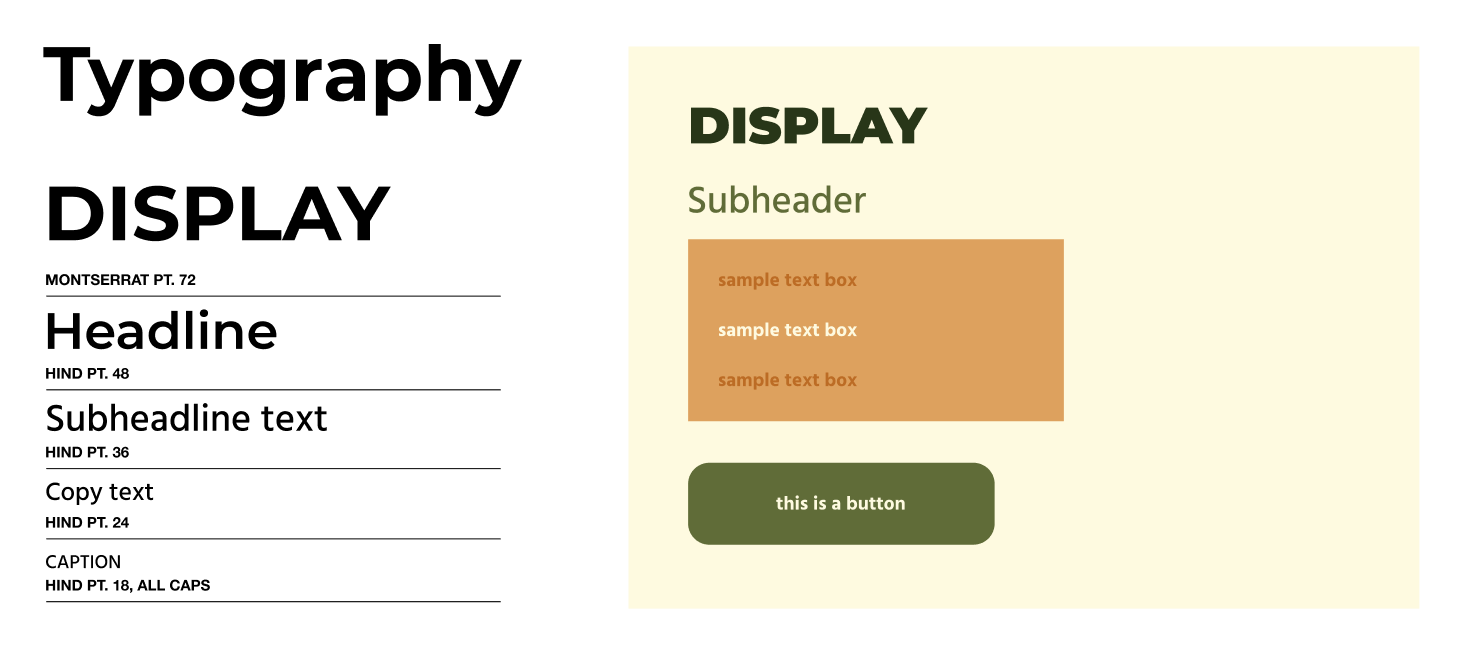 Typography
DISPLAY
MONTSERRAT PT. 72
Headline
HIND PT. 48
Subheadline text
HIND PT. 36
Copy text
HIND PT. 24
CAPTION
HIND PT. 18, ALL CAPS
DISPLAY
Subheader
sample text box
sample text box
sample text box
this is a button